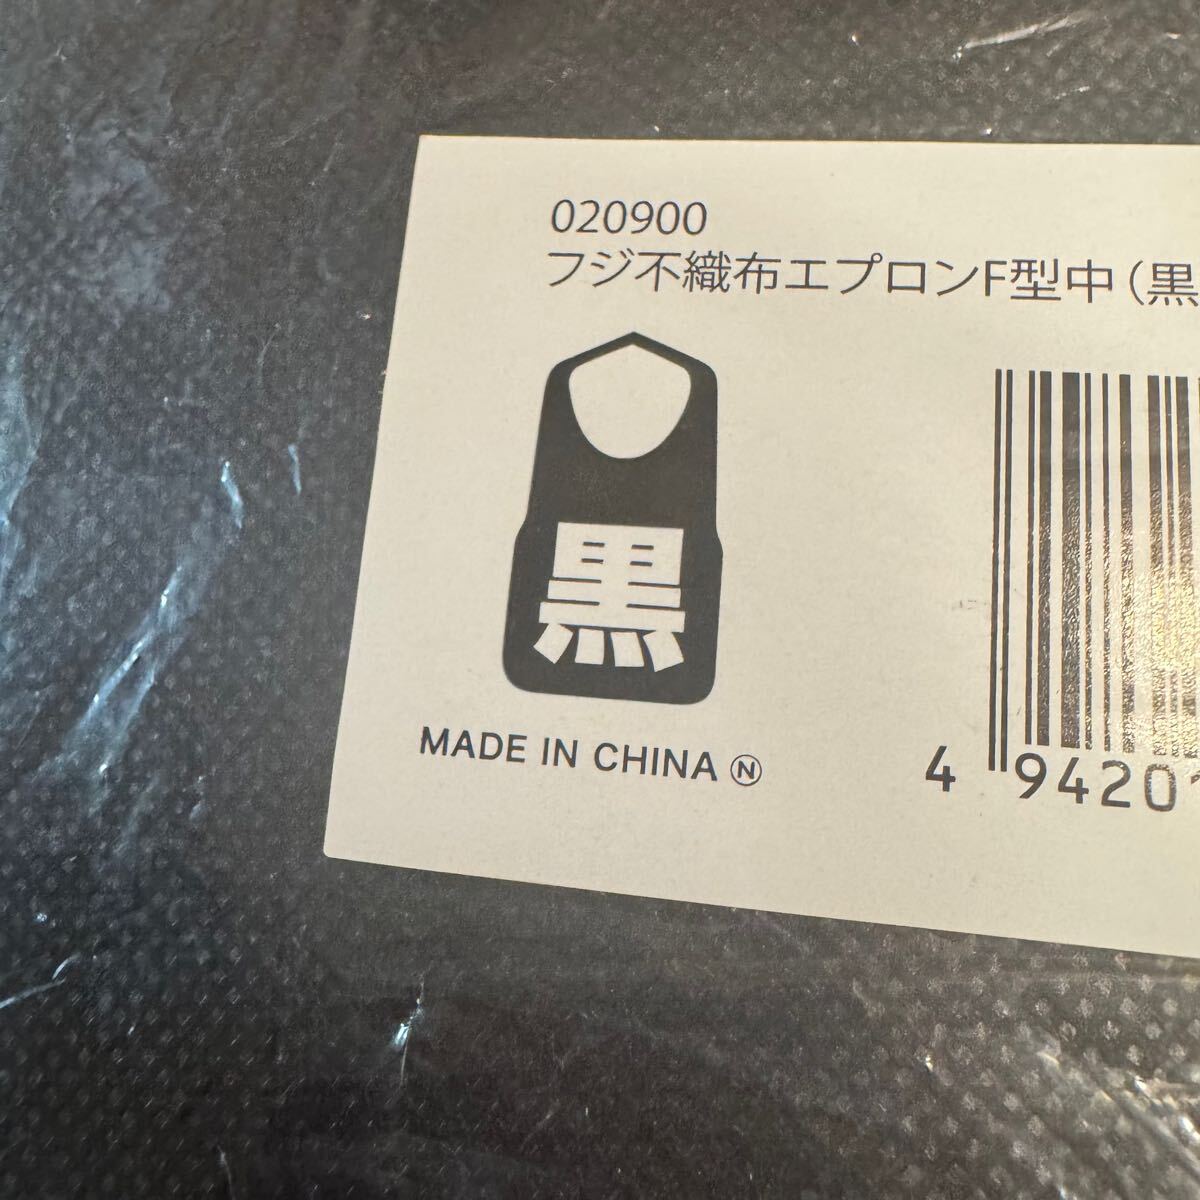 020900
フジ不織布エプロンF型中（黒
黒
MADE IN CHINA Ⓝ
4 94201